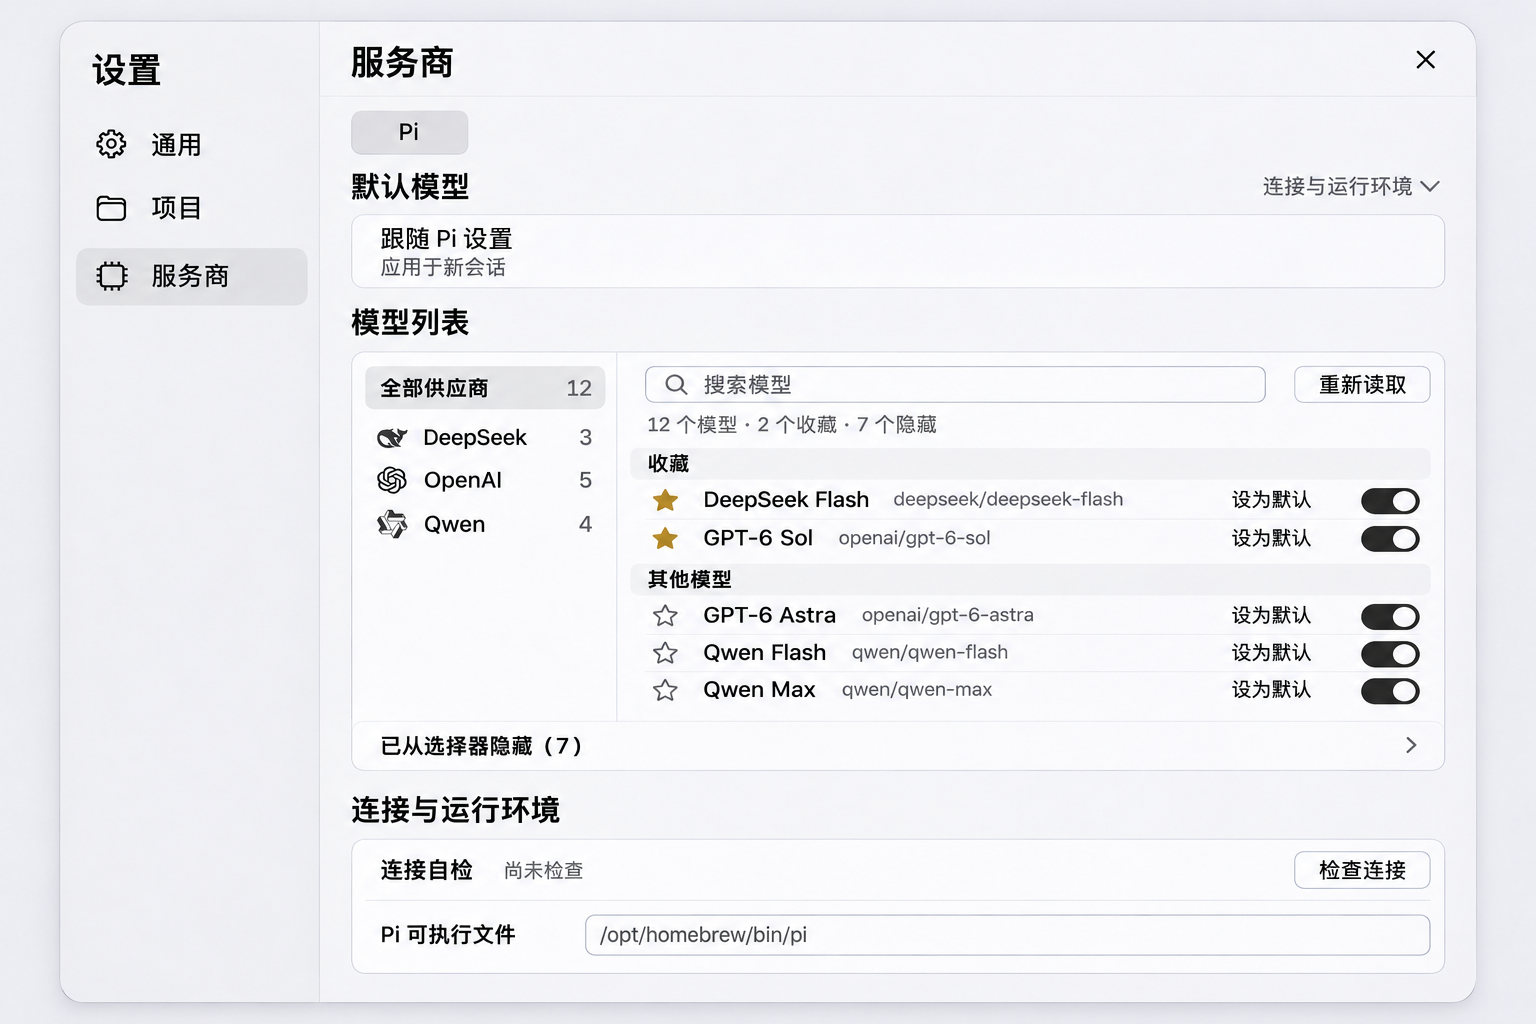 设置
通用
项目
服务商
服务商
Pi
默认模型
连接与运行环境
跟随 Pi 设置
应用于新会话
模型列表
全部供应商 12
DeepSeek 3
OpenAI 5
Qwen 4
搜索模型
重新读取
12 个模型 · 2 个收藏 · 7 个隐藏
收藏
DeepSeek Flash deepseek/deepseek-flash 设为默认
GPT-6 Sol openai/gpt-6-sol 设为默认
其他模型
GPT-6 Astra openai/gpt-6-astra 设为默认
Qwen Flash qwen/qwen-flash 设为默认
Qwen Max qwen/qwen-max 设为默认
已从选择器隐藏（7）
连接与运行环境
连接自检 尚未检查 检查连接
Pi 可执行文件 /opt/homebrew/bin/pi